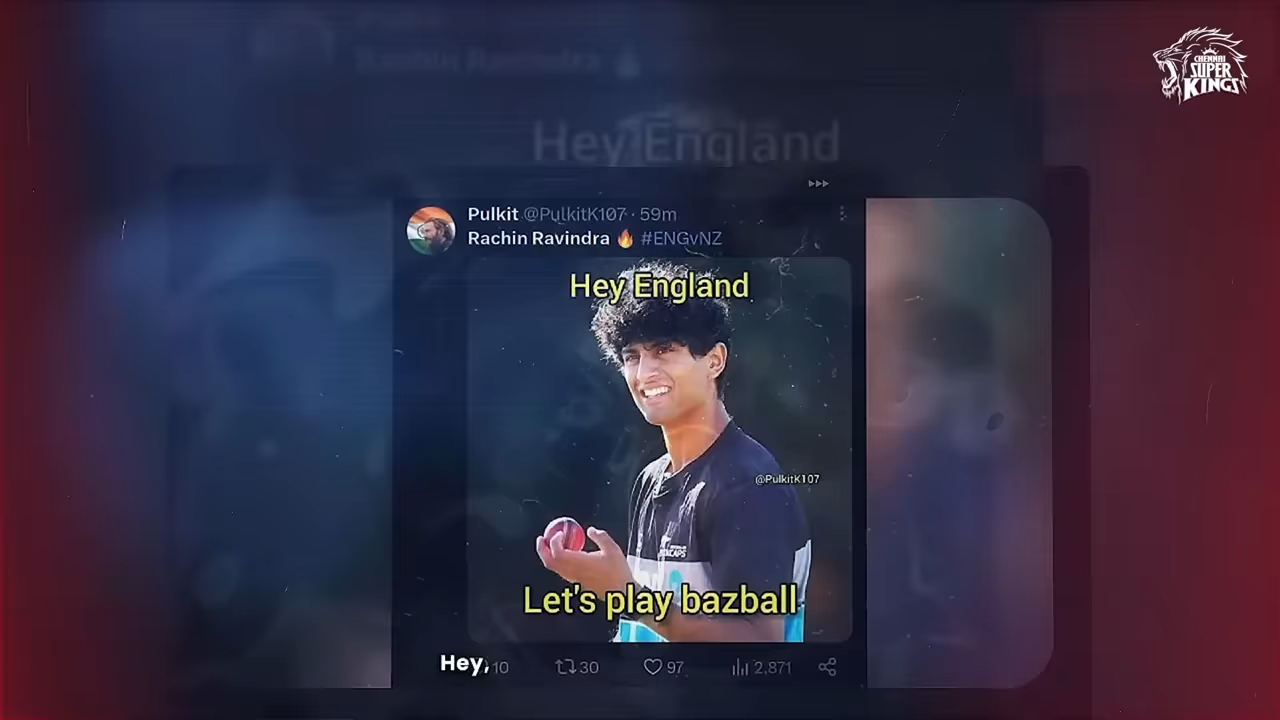 CHENNAI
SUPER
KINGS
Hey England
Pulkit @PulkitK107 · 59m
Rachin Ravindra 🔥 #ENGvNZ
Hey England
@PulkitK107
Let's play bazball
Hey, 10 30 97 2,871